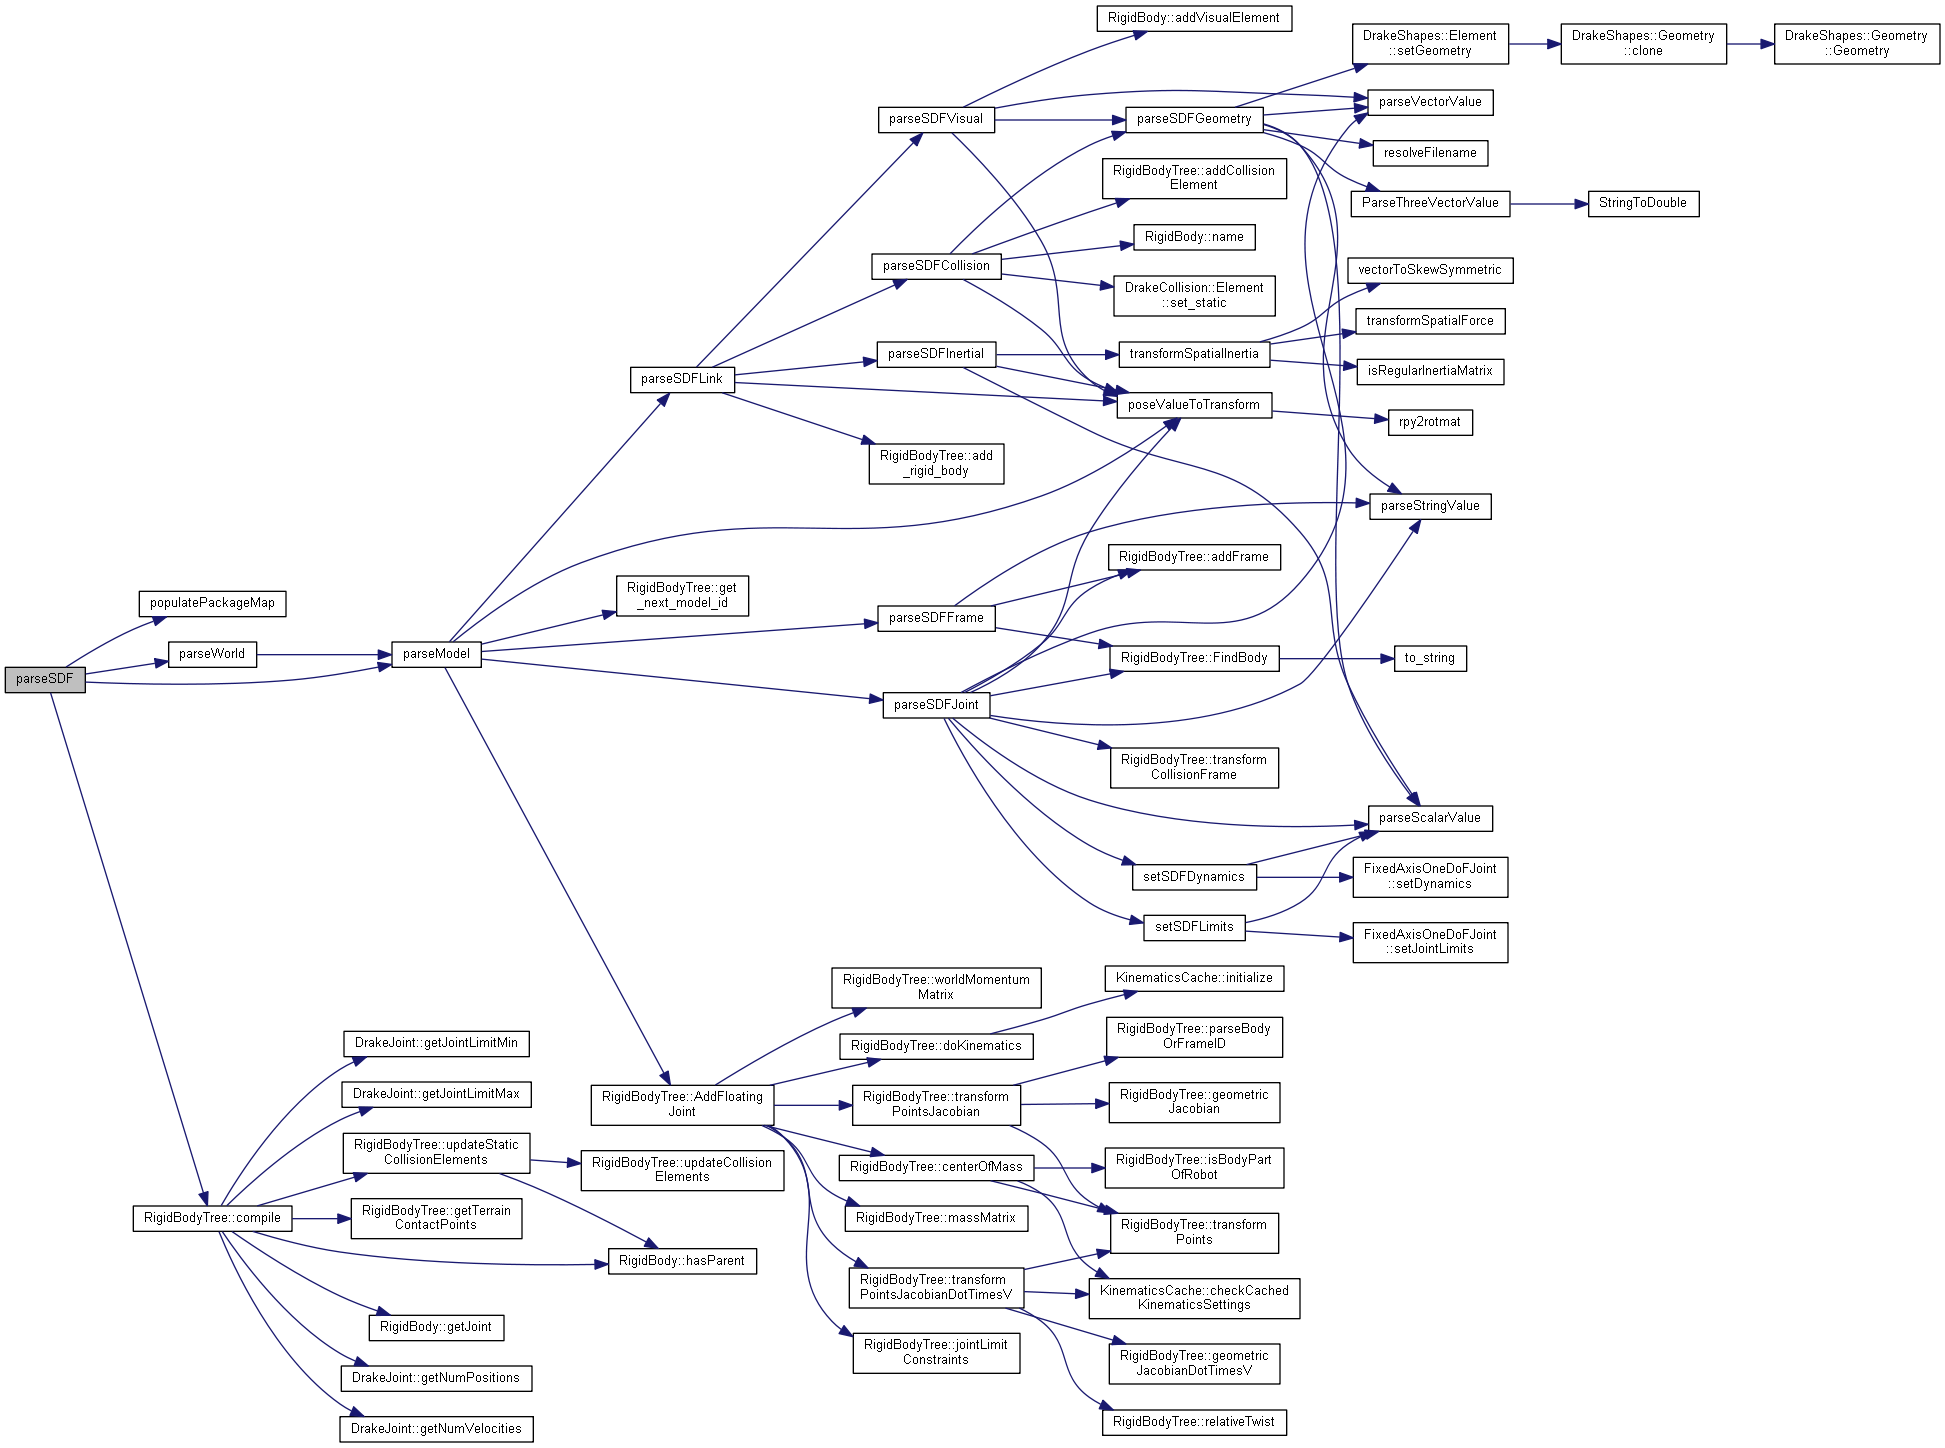 parseSDF
populatePackageMap
parseWorld
parseModel
RigidBodyTree::compile
DrakeJoint::getJointLimitMin
DrakeJoint::getJointLimitMax
RigidBodyTree::updateStatic
CollisionElements
RigidBodyTree::getTerrain
ContactPoints
RigidBody::getJoint
DrakeJoint::getNumPositions
DrakeJoint::getNumVelocities
parseSDFLink
RigidBodyTree::get
_next_model_id
RigidBodyTree::AddFloating
Joint
RigidBodyTree::updateCollision
Elements
RigidBody::hasParent
parseSDFVisual
parseSDFCollision
parseSDFInertial
RigidBodyTree::add
_rigid_body
parseSDFFrame
parseSDFJoint
RigidBodyTree::worldMomentum
Matrix
RigidBodyTree::doKinematics
RigidBodyTree::transform
PointsJacobian
RigidBodyTree::centerOfMass
RigidBodyTree::massMatrix
RigidBodyTree::transform
PointsJacobianDotTimesV
RigidBodyTree::jointLimit
Constraints
RigidBody::addVisualElement
parseSDFGeometry
RigidBodyTree::addCollision
Element
RigidBody::name
DrakeCollision::Element
::set_static
transformSpatialInertia
poseValueToTransform
RigidBodyTree::addFrame
RigidBodyTree::FindBody
RigidBodyTree::transform
CollisionFrame
setSDFDynamics
setSDFLimits
KinematicsCache::initialize
RigidBodyTree::parseBody
OrFrameID
RigidBodyTree::geometric
Jacobian
RigidBodyTree::isBodyPart
OfRobot
RigidBodyTree::transform
Points
KinematicsCache::checkCached
KinematicsSettings
RigidBodyTree::geometric
JacobianDotTimesV
RigidBodyTree::relativeTwist
DrakeShapes::Element
::setGeometry
parseVectorValue
resolveFilename
ParseThreeVectorValue
vectorToSkewSymmetric
transformSpatialForce
isRegularInertiaMatrix
rpy2rotmat
parseStringValue
to_string
parseScalarValue
FixedAxisOneDoFJoint
::setDynamics
FixedAxisOneDoFJoint
::setJointLimits
DrakeShapes::Geometry
::clone
StringToDouble
DrakeShapes::Geometry
::Geometry